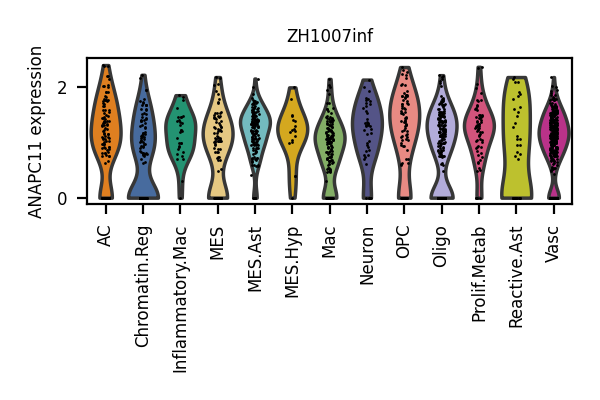 ZH1007inf
ANAPC11 expression
2
0
AC
Chromatin.Reg
Inflammatory.Mac
MES
MES.Ast
MES.Hyp
Mac
Neuron
OPC
Oligo
Prolif.Metab
Reactive.Ast
Vasc